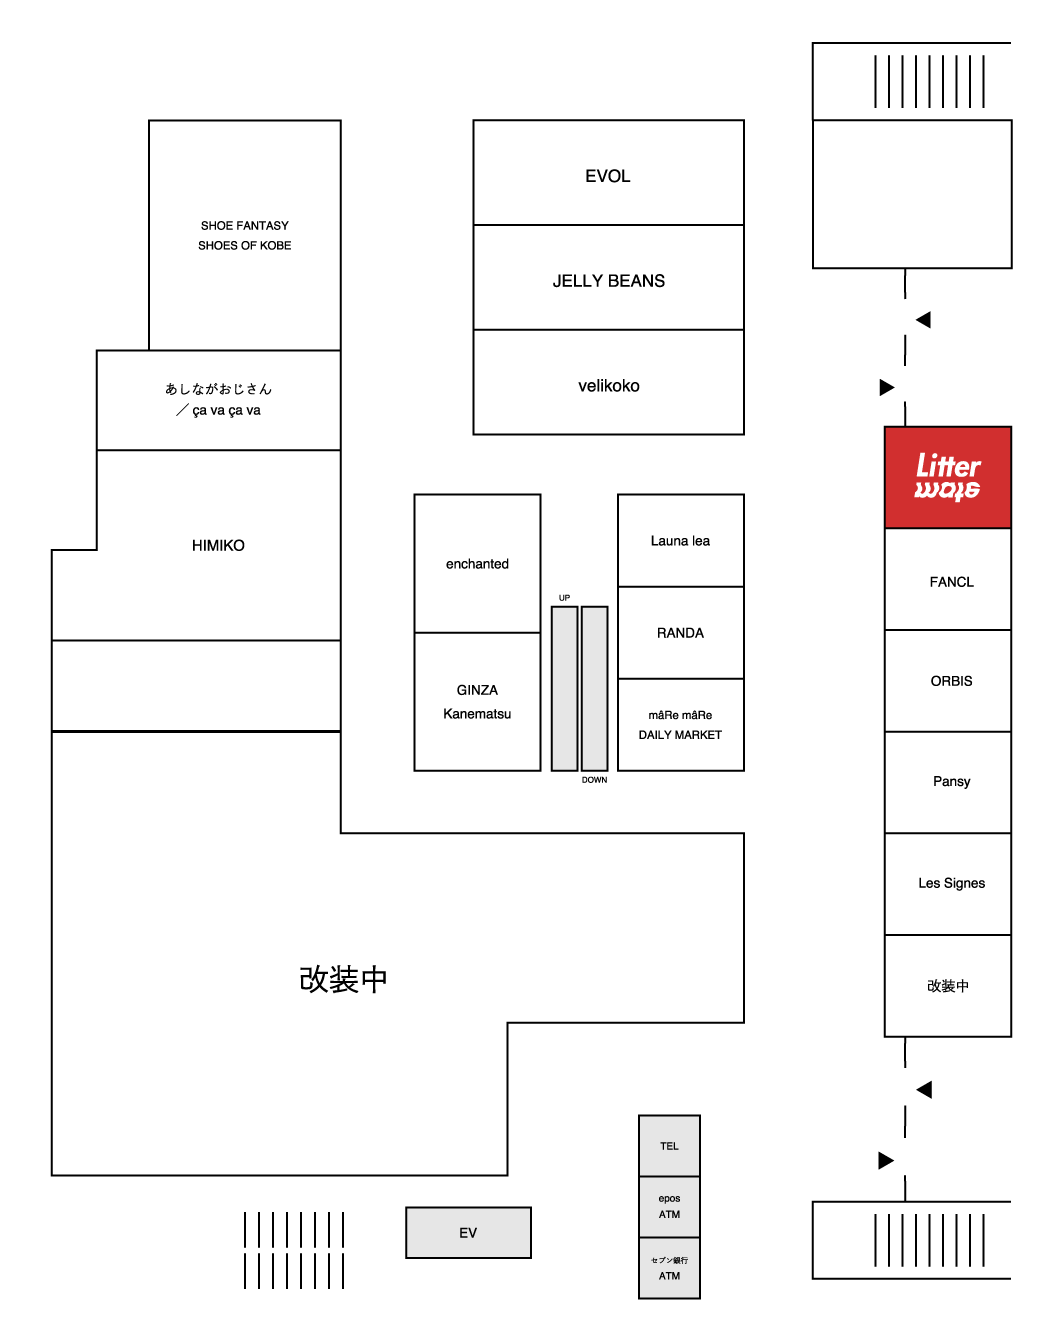 SHOE FANTASY
SHOES OF KOBE
あしながおじさん
／ça va ça va
HIMIKO
改装中
EVOL
JELLY BEANS
velikoko
enchanted
GINZA
Kanematsu
UP
DOWN
Launa lea
RANDA
mâRe mâRe
DAILY MARKET
Litter
mate
FANCL
ORBIS
Pansy
Les Signes
改装中
TEL
epos
ATM
セブン銀行
ATM
EV